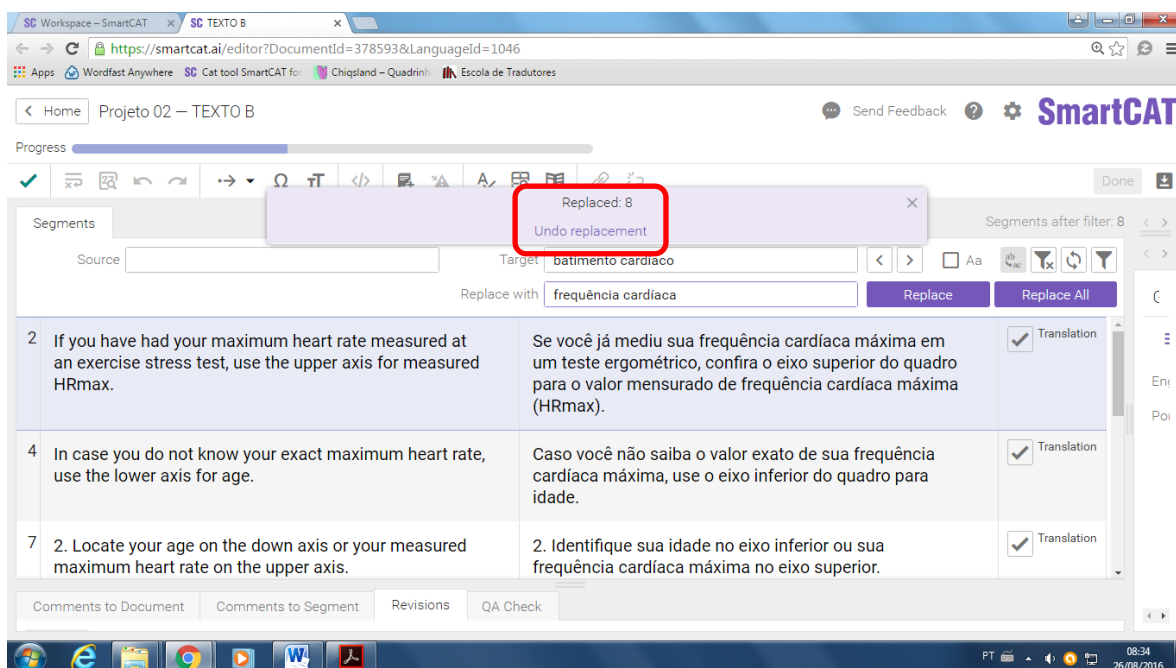 SC Workspace – SmartCAT
SC TEXTO B
https://smartcat.ai/editor?DocumentId=378593&LanguageId=1046
Apps Wordfast Anywhere SC Cat tool SmartCAT for Chiqsland – Quadrinh Escola de Tradutores
Home Projeto 02 — TEXTO B Send Feedback SmartCAT
Progress
Done
Replaced: 8
Undo replacement
Segments Segments after filter: 8
Source Target batimento cardíaco Aa
Replace with frequência cardíaca Replace Replace All
2 If you have had your maximum heart rate measured at
an exercise stress test, use the upper axis for measured
HRmax.
Se você já mediu sua frequência cardíaca máxima em
um teste ergométrico, confira o eixo superior do quadro
para o valor mensurado de frequência cardíaca máxima
(HRmax).
Translation
4 In case you do not know your exact maximum heart rate,
use the lower axis for age.
Caso você não saiba o valor exato de sua frequência
cardíaca máxima, use o eixo inferior do quadro para
idade.
Translation
7 2. Locate your age on the down axis or your measured
maximum heart rate on the upper axis.
2. Identifique sua idade no eixo inferior ou sua
frequência cardíaca máxima no eixo superior.
Translation
Comments to Document Comments to Segment Revisions QA Check
PT 08:34
26/08/2016